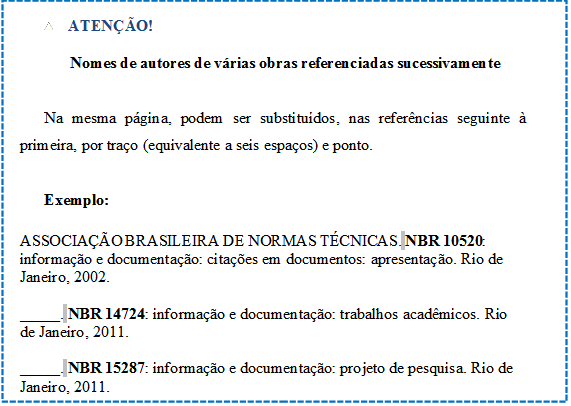 ATENÇÃO!
Nomes de autores de várias obras referenciadas sucessivamente
Na mesma página, podem ser substituidos, nas referências seguinte à
primeira, por traço (equivalente a seis espaços) e ponto.
Exemplo:
ASSOCIAÇÃO BRASILEIRA DE NORMAS TÉCNICAS. NBR 10520:
informação e documentação: citações em documentos: apresentação. Rio de
Janeiro, 2002.
______. NBR 14724: informação e documentação: trabalhos acadêmicos. Rio
de Janeiro, 2011.
______. NBR 15287: informação e documentação: projeto de pesquisa. Rio de
Janeiro, 2011.